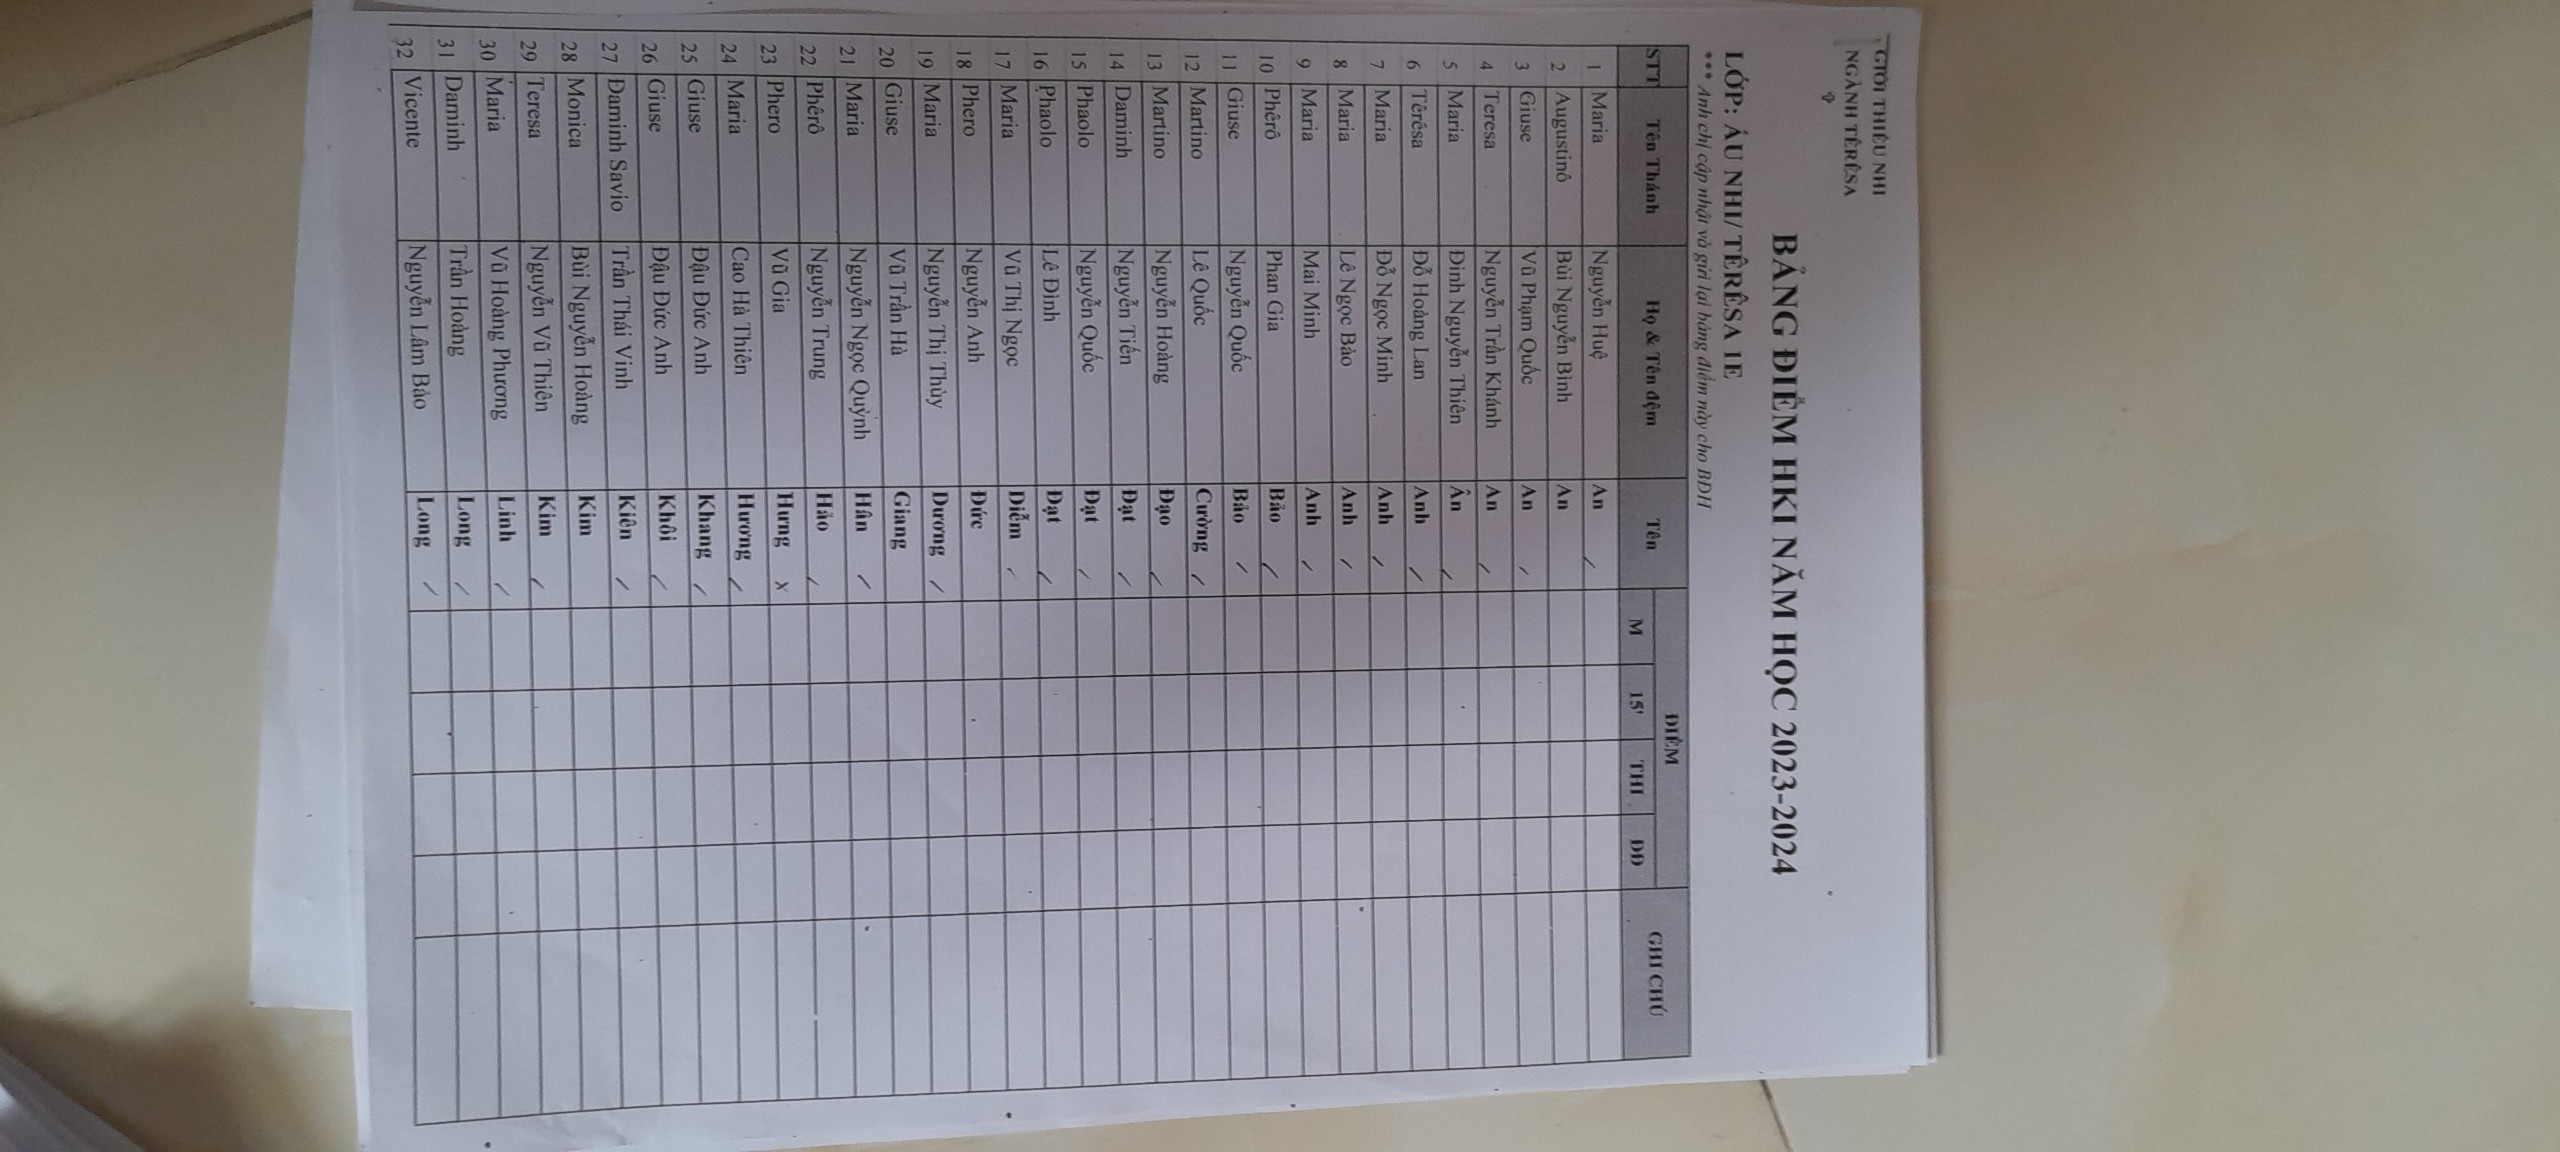 GIỚI THIẾU NHI
NGÀNH TÊRÊSA
BẢNG ĐIỂM HKI NĂM HỌC 2023-2024
LỚP: ẤU NHI/ TÊRÊSA 1E
*** Anh chị cập nhật và gửi lại bảng điểm này cho BĐH
STT Tên Thánh Họ & Tên đệm Tên ĐIỂM GHI CHÚ
M 15' THI ĐĐ
1 Maria Nguyễn Huệ An /
2 Augustinô Bùi Nguyễn Bình An
3 Giuse Vũ Phạm Quốc An /
4 Teresa Nguyễn Trần Khánh An /
5 Maria Đinh Nguyễn Thiên Ân /
6 Têrêsa Đỗ Hoàng Lan Anh /
7 Maria Đỗ Ngọc Minh Anh /
8 Maria Lê Ngọc Bảo Anh /
9 Maria Mai Minh Anh /
10 Phêrô Phan Gia Bảo /
11 Giuse Nguyễn Quốc Bảo /
12 Martino Lê Quốc Cường /
13 Martino Nguyễn Hoàng Đạo /
14 Daminh Nguyễn Tiến Đạt /
15 Phaolo Nguyễn Quốc Đạt /
16 Phaolo Lê Đình Đạt /
17 Maria Vũ Thị Ngọc Diễm /
18 Phero Nguyễn Anh Đức
19 Maria Nguyễn Thị Thùy Dương /
20 Giuse Vũ Trần Hà Giang
21 Maria Nguyễn Ngọc Quỳnh Hân /
22 Phêrô Nguyễn Trung Hảo /
23 Phero Vũ Gia Hưng x
24 Maria Cao Hà Thiên Hương /
25 Giuse Đậu Đức Anh Khang /
26 Giuse Đậu Đức Anh Khôi /
27 Đaminh Savio Trần Thái Vinh Kiên /
28 Monica Bùi Nguyễn Hoàng Kim
29 Teresa Nguyễn Vũ Thiên Kim /
30 Maria Vũ Hoàng Phương Linh /
31 Daminh Trần Hoàng Long /
32 Vicente Nguyễn Lâm Bảo Long /